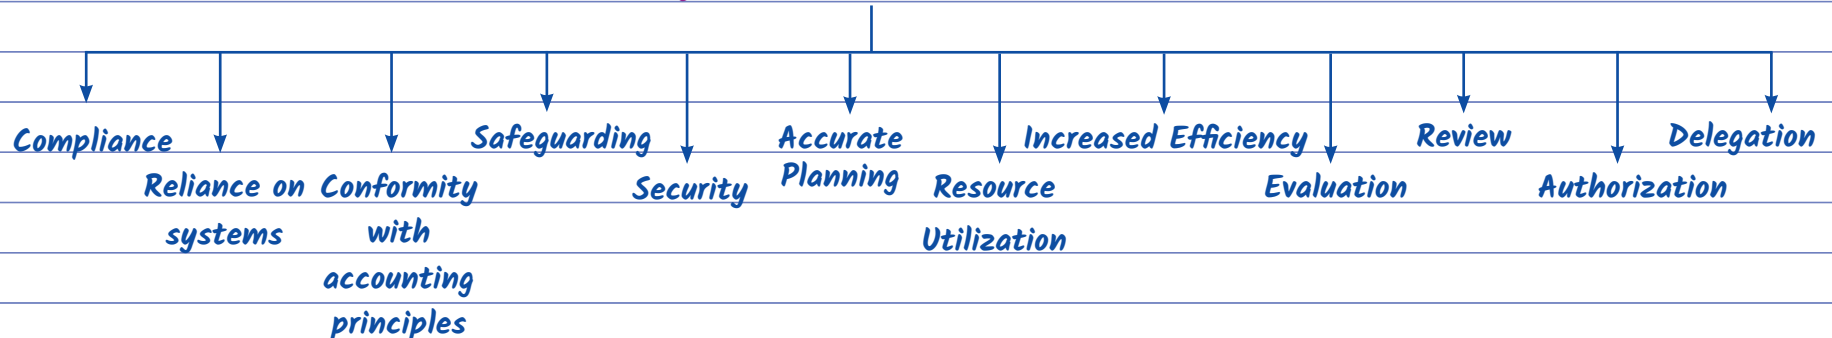 Compliance
Reliance on
systems
Conformity
with
accounting
principles
Safeguarding
Security
Accurate
Planning
Resource
Utilization
Increased Efficiency
Evaluation
Review
Authorization
Delegation